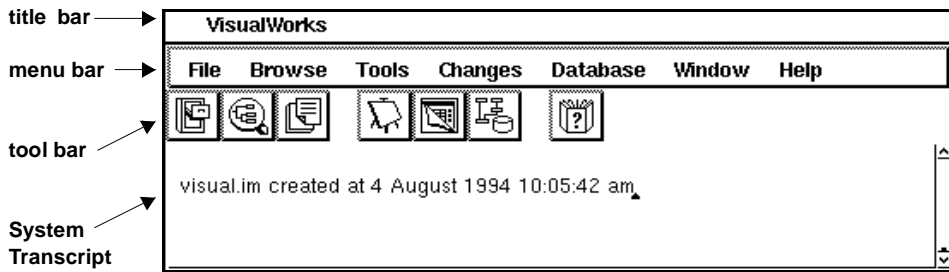 title bar
VisualWorks
menu bar
File Browse Tools Changes Database Window Help
tool bar
?
visual.im created at 4 August 1994 10:05:42 am
System
Transcript